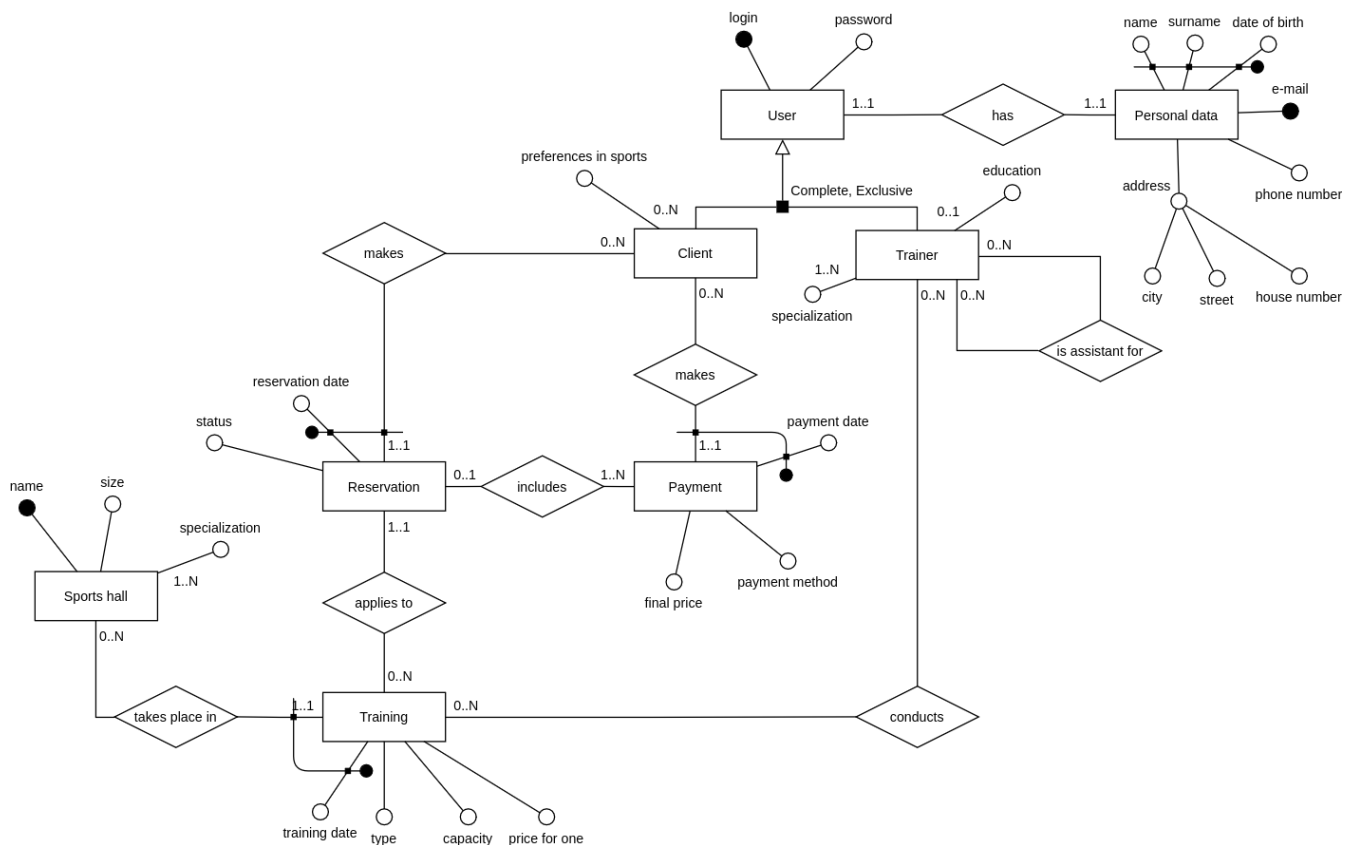 login
password
name
surname
date of birth
User
1..1
has
1..1
Personal data
e-mail
preferences in sports
education
address
phone number
Complete, Exclusive
0..N
0..1
makes
0..N
Client
Trainer
0..N
1..N
0..N
0..N
0..N
specialization
city
street
house number
makes
is assistant for
reservation date
status
payment date
1..1
1..1
name
size
Reservation
0..1
includes
1..N
Payment
specialization
1..1
1..N
payment method
Sports hall
applies to
final price
0..N
0..N
1..1
0..N
takes place in
Training
conducts
training date
type
capacity
price for one